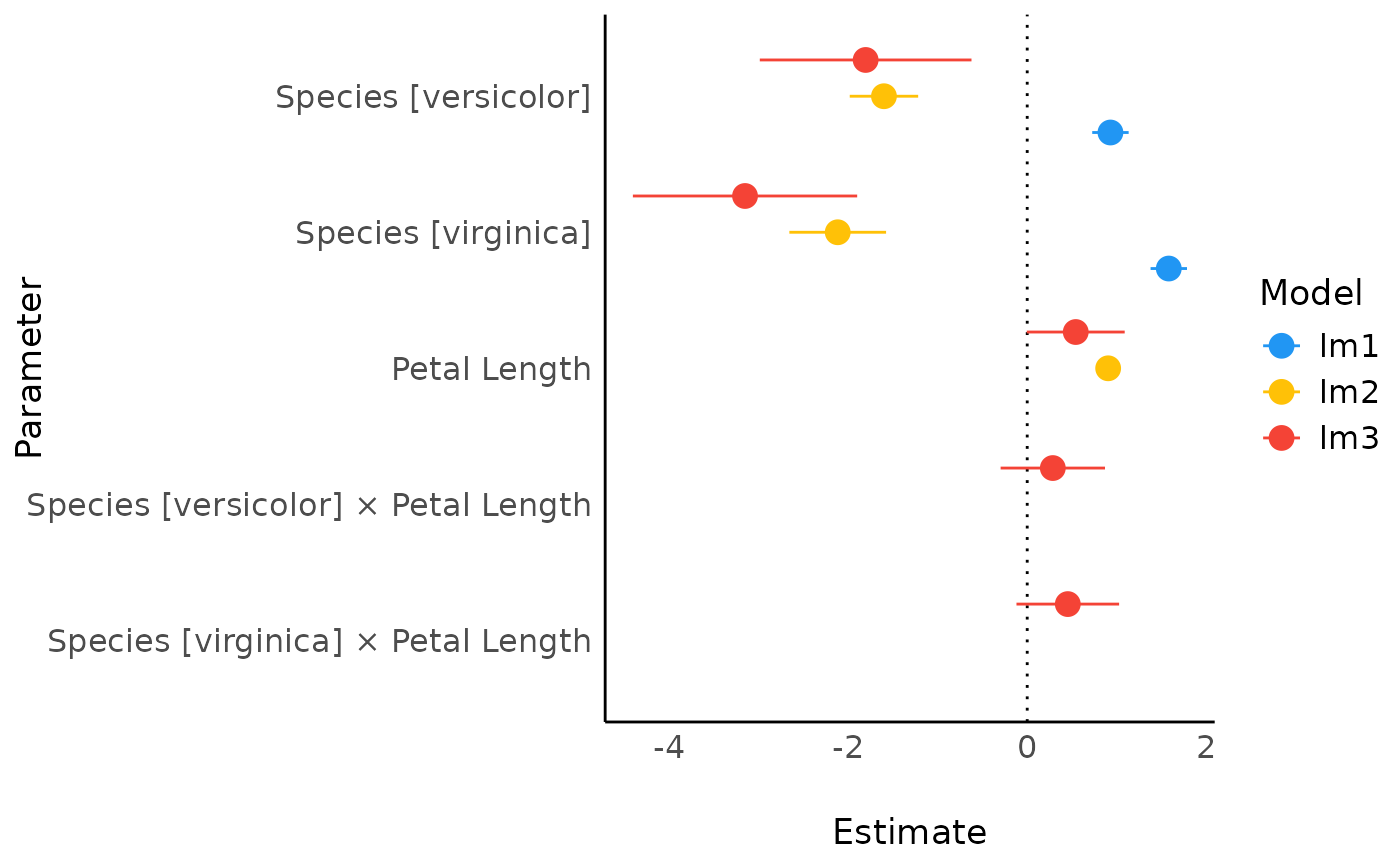 Parameter
Species [versicolor]
Species [virginica]
Petal Length
Species [versicolor] × Petal Length
Species [virginica] × Petal Length
-4 -2 0 2
Estimate
Model
lm1
lm2
lm3